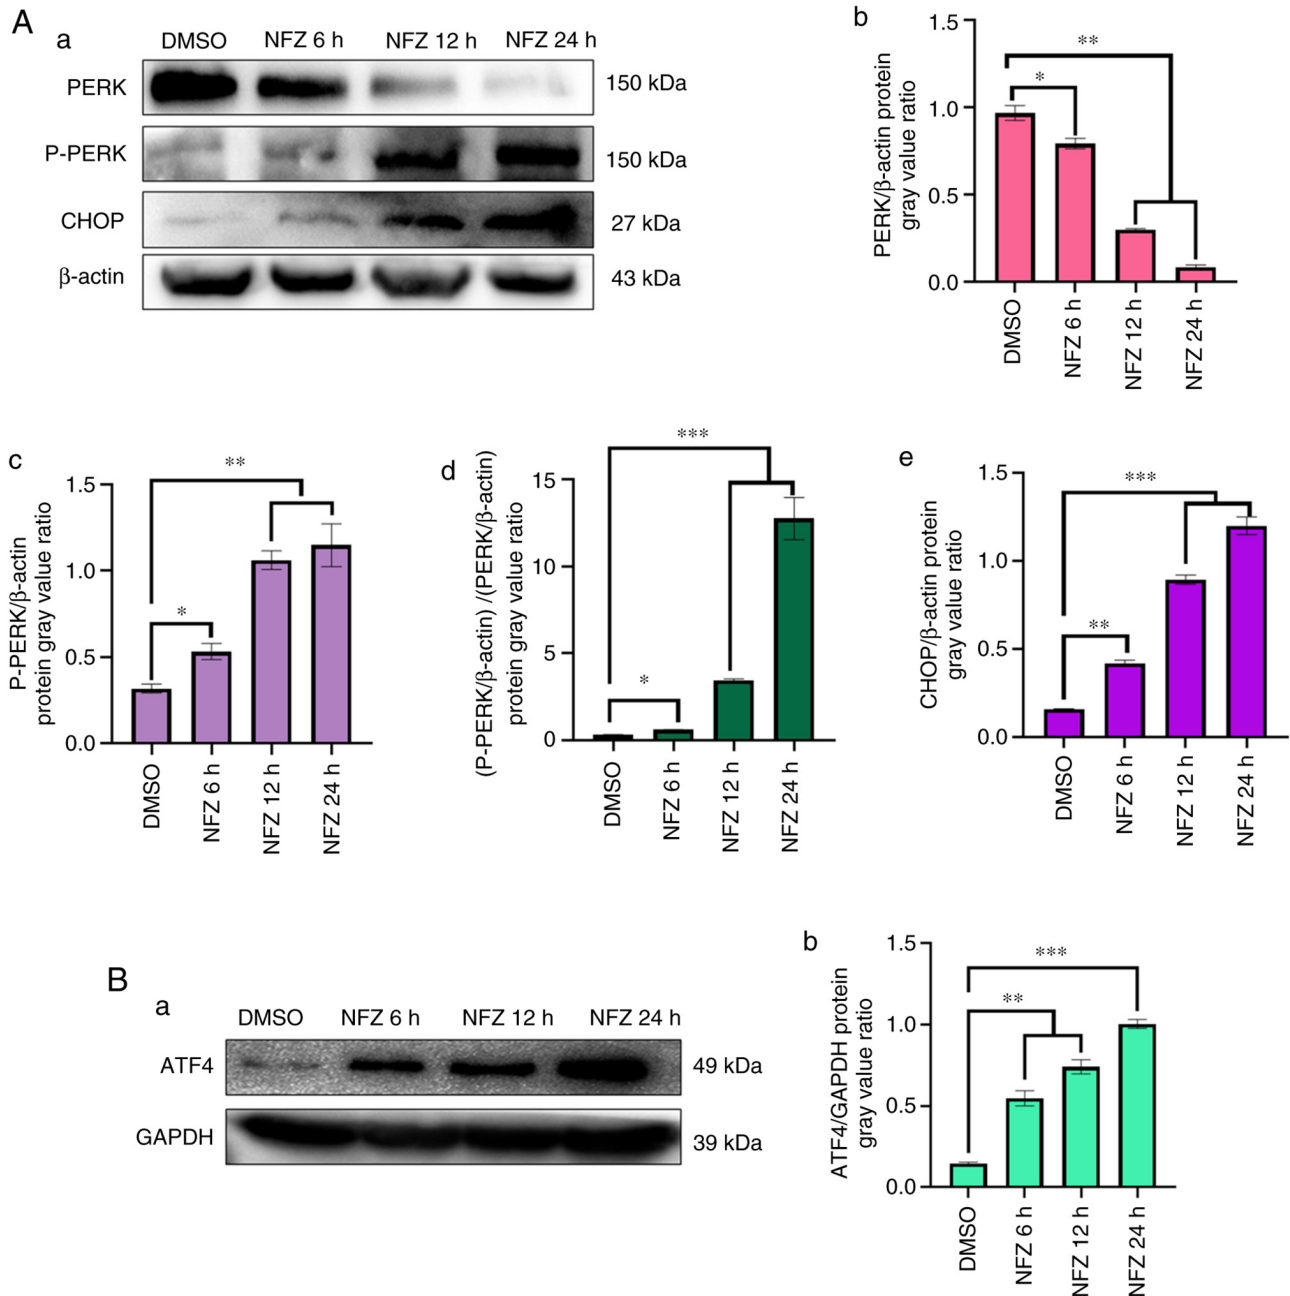 A
a
DMSO NFZ 6 h NFZ 12 h NFZ 24 h
PERK 150 kDa
P-PERK 150 kDa
CHOP 27 kDa
β-actin 43 kDa
b
PERK/β-actin protein
gray value ratio
1.5
1.0
0.5
0.0
**
*
DMSO
NFZ 6 h
NFZ 12 h
NFZ 24 h
c
P-PERK/β-actin
protein gray value ratio
1.5
1.0
0.5
0.0
**
*
DMSO
NFZ 6 h
NFZ 12 h
NFZ 24 h
d
(P-PERK/β-actin) /(PERK/β-actin)
protein gray value ratio
15
10
5
0
***
*
DMSO
NFZ 6 h
NFZ 12 h
NFZ 24 h
e
CHOP/β-actin protein
gray value ratio
1.5
1.0
0.5
0.0
***
**
DMSO
NFZ 6 h
NFZ 12 h
NFZ 24 h
B
a
DMSO NFZ 6 h NFZ 12 h NFZ 24 h
ATF4 49 kDa
GAPDH 39 kDa
b
ATF4/GAPDH protein
gray value ratio
1.5
1.0
0.5
0.0
***
**
DMSO
NFZ 6 h
NFZ 12 h
NFZ 24 h